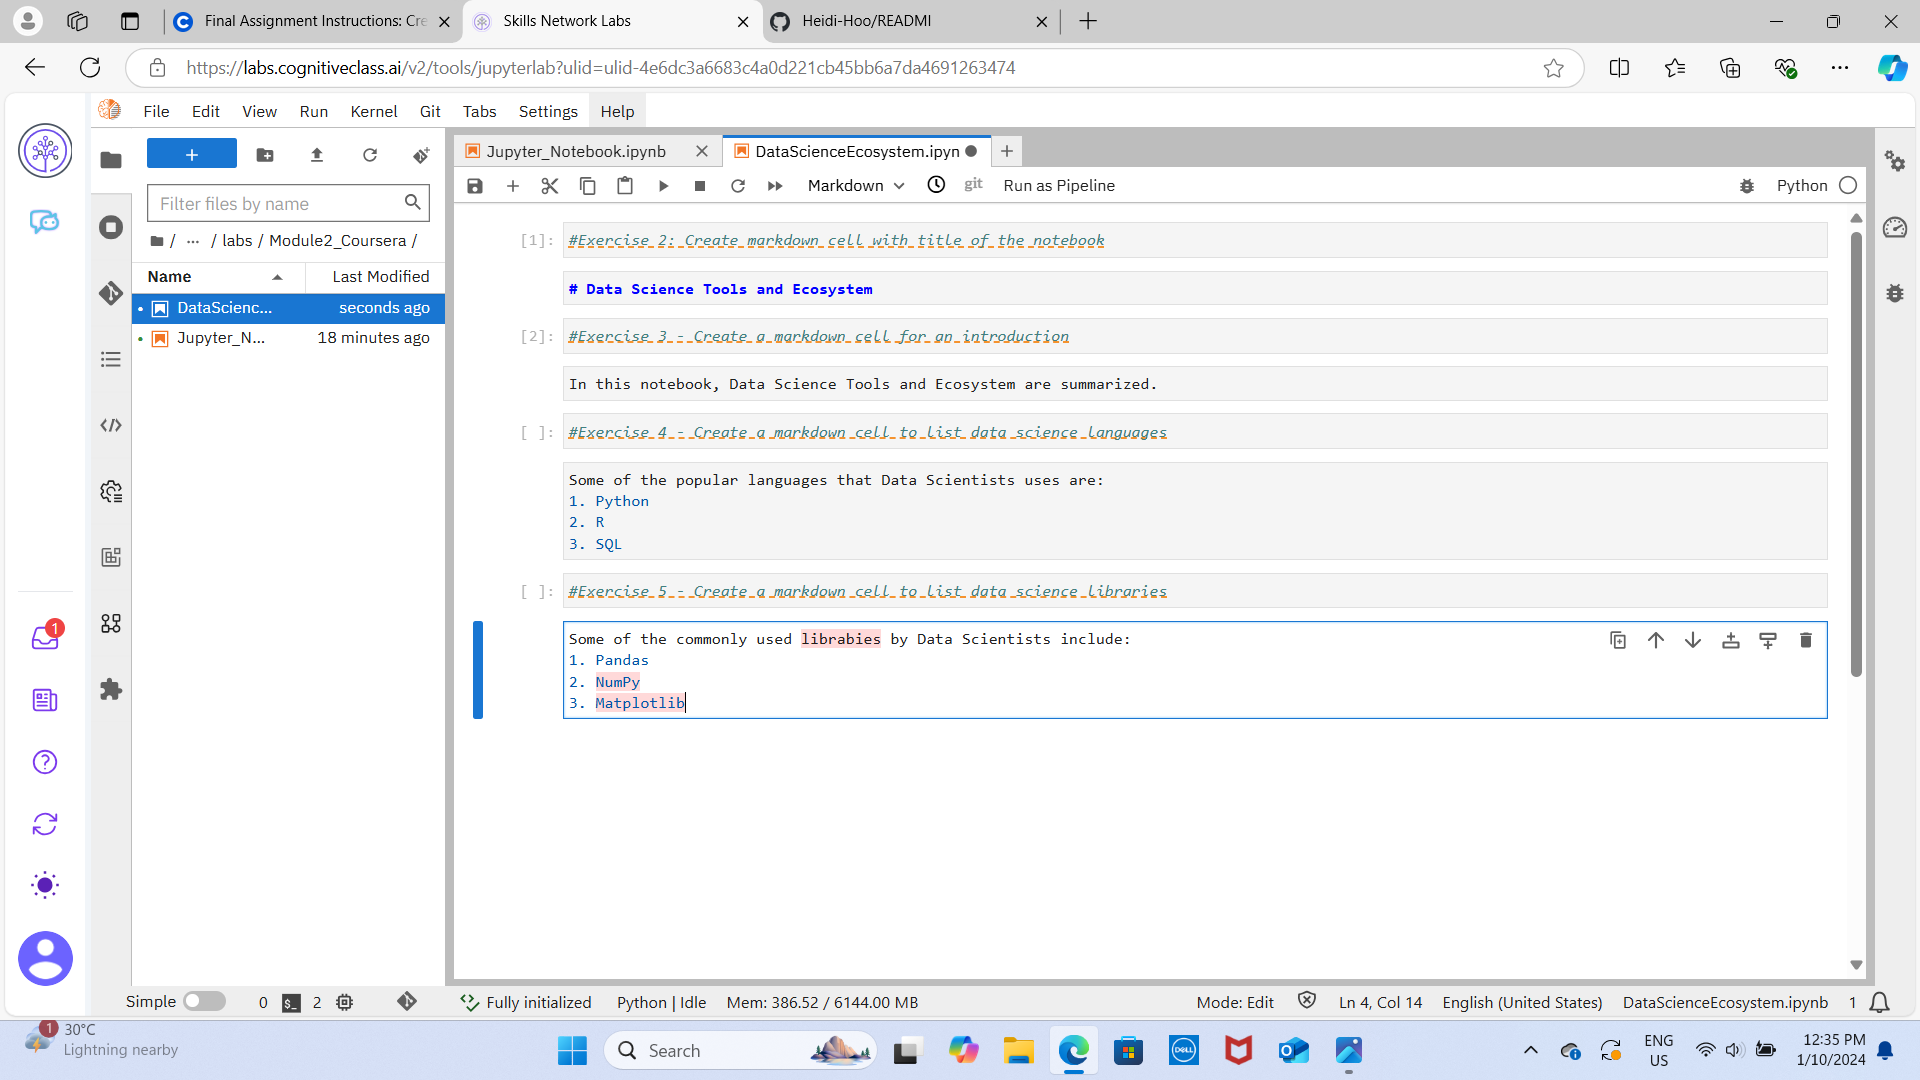 Final Assignment Instructions: Cre
Skills Network Labs
Heidi-Hoo/READMI
https://labs.cognitiveclass.ai/v2/tools/jupyterlab?ulid=ulid-4e6dc3a6683c4a0d221cb45bb6a7da4691263474
File Edit View Run Kernel Git Tabs Settings Help
Jupyter_Notebook.ipynb
DataScienceEcosystem.ipyn
Markdown
git
Run as Pipeline
Python
Filter files by name
/ ... / labs / Module2_Coursera /
Name Last Modified
DataScienc... seconds ago
Jupyter_N... 18 minutes ago
[1]: #Exercise 2: Create markdown cell with title of the notebook
# Data Science Tools and Ecosystem
[2]: #Exercise 3 - Create a markdown cell for an introduction
In this notebook, Data Science Tools and Ecosystem are summarized.
[ ]: #Exercise 4 - Create a markdown cell to list data science languages
Some of the popular languages that Data Scientists uses are:
1. Python
2. R
3. SQL
[ ]: #Exercise 5 - Create a markdown cell to list data science libraries
Some of the commonly used librabies by Data Scientists include:
1. Pandas
2. NumPy
3. Matplotlib
1
Simple 0 $_ 2 Fully initialized Python | Idle Mem: 386.52 / 6144.00 MB Mode: Edit Ln 4, Col 14 English (United States) DataScienceEcosystem.ipynb 1
1
30°C
Lightning nearby
Search
DELL
ENG
US
12:35 PM
1/10/2024